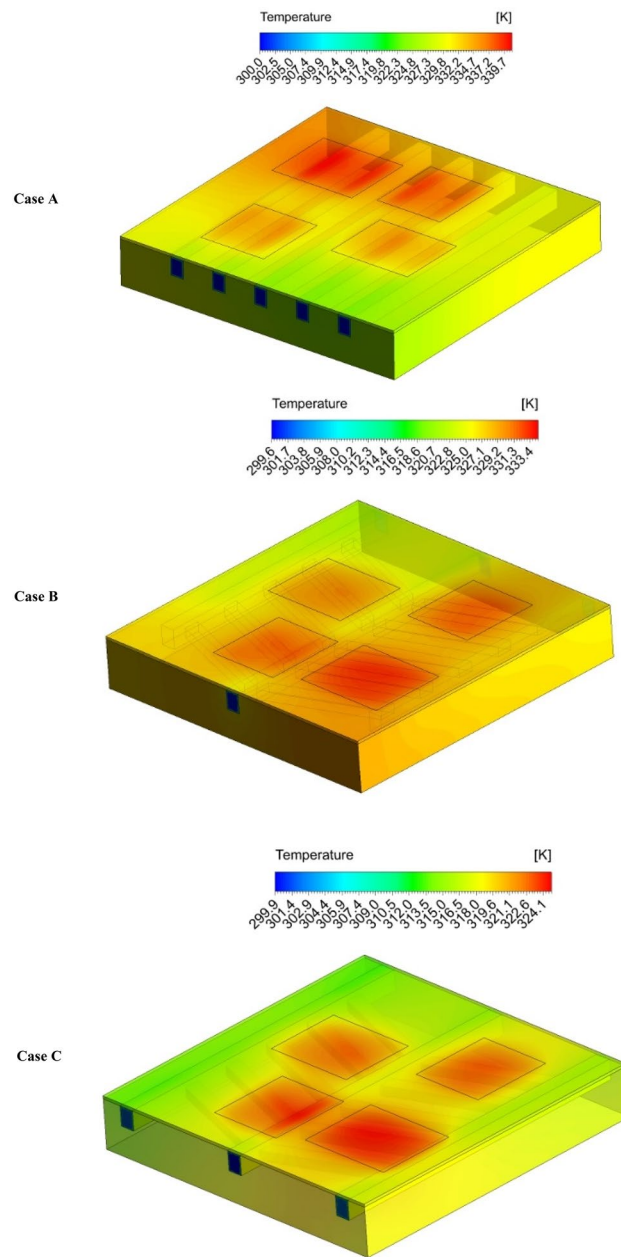 Temperature [K]
300.0 302.5 305.0 307.4 309.9 312.4 314.9 317.4 319.8 322.3 324.8 327.3 329.8 332.2 334.7 337.2 339.7
Case A
Temperature [K]
299.6 301.7 303.8 305.9 308.0 310.2 312.3 314.4 316.5 318.6 320.7 322.8 325.0 327.1 329.2 331.3 333.4
Case B
Temperature [K]
299.9 301.4 302.9 304.4 305.9 307.4 309.0 310.5 312.0 313.5 315.0 316.5 318.0 319.6 321.1 322.6 324.1
Case C